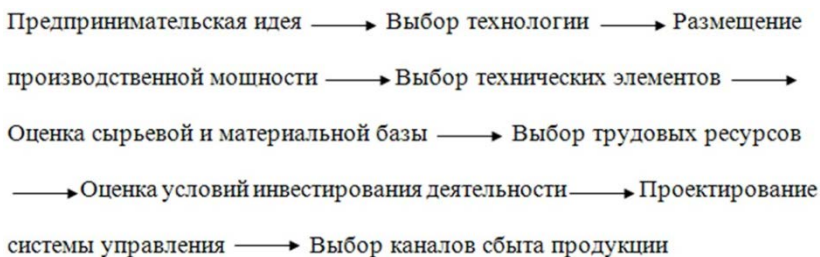 Предпринимательская идея → Выбор технологии → Размещение
производственной мощности → Выбор технических элементов →
Оценка сырьевой и материальной базы → Выбор трудовых ресурсов
→ Оценка условий инвестирования деятельности → Проектирование
системы управления → Выбор каналов сбыта продукции